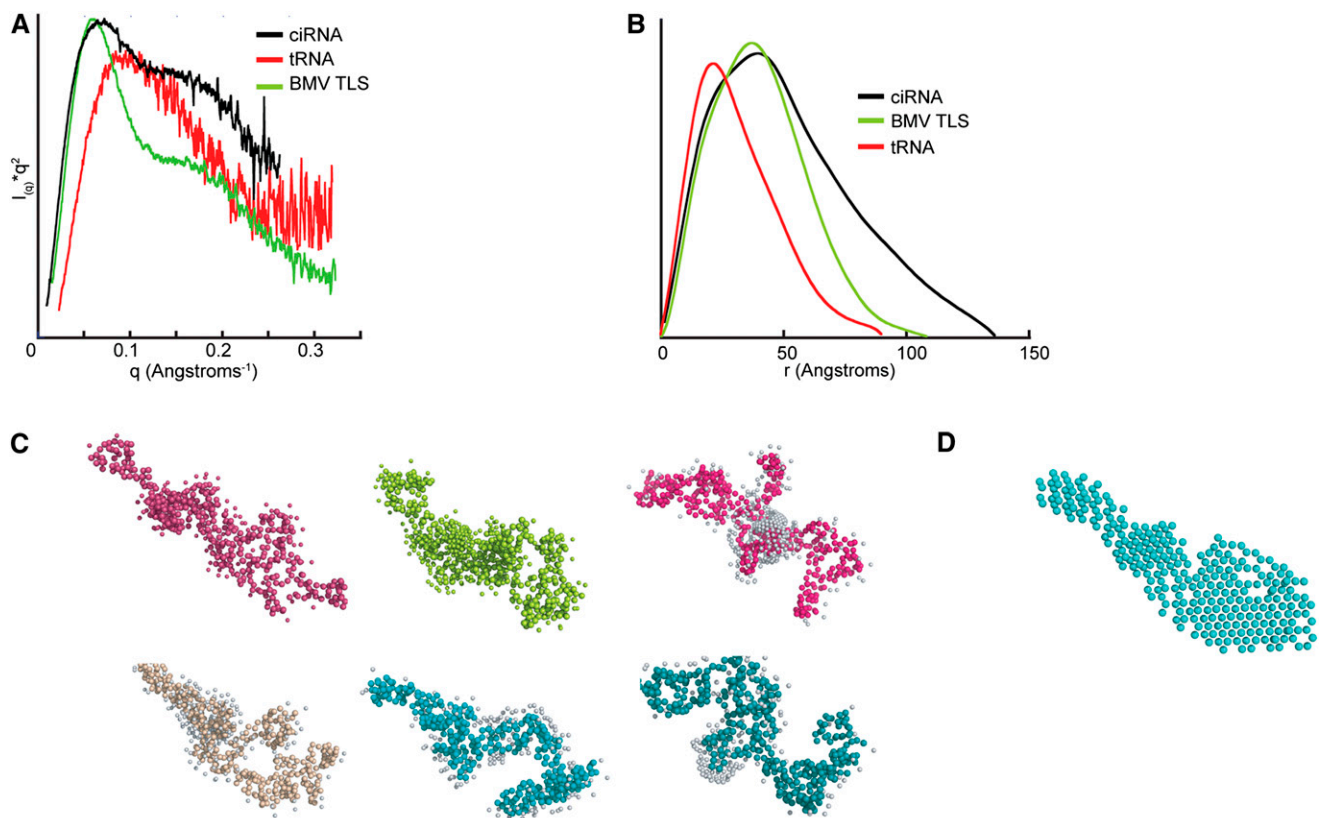 A
ciRNA
tRNA
BMV TLS
I(q)*q²
0 0.1 0.2 0.3
q (Angstroms⁻¹)
B
ciRNA
BMV TLS
tRNA
0 50 100 150
r (Angstroms)
C
D